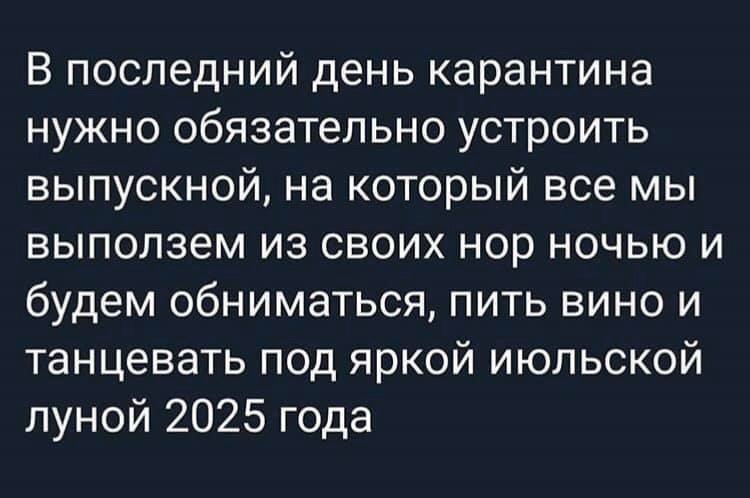 В последний день карантина
нужно обязательно устроить
выпускной, на который все мы
выползем из своих нор ночью и
будем обниматься, пить вино и
танцевать под яркой июльской
луной 2025 года